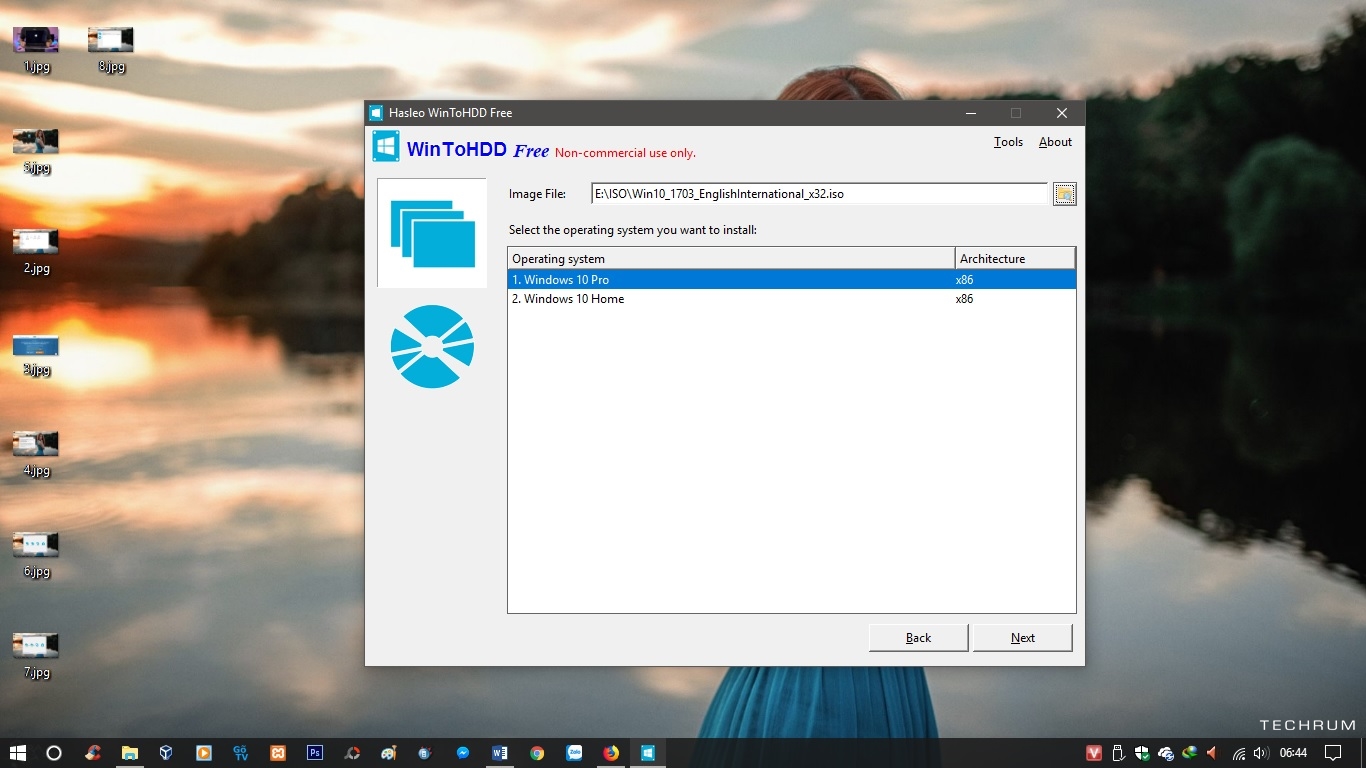 1.jpg
8.jpg
5.jpg
2.jpg
3.jpg
4.jpg
6.jpg
7.jpg
Hasleo WinToHDD Free
WinToHDD Free Non-commercial use only.
Tools About
Image File: E:\ISO\Win10_1703_EnglishInternational_x32.iso
Select the operating system you want to install:
Operating system Architecture
1. Windows 10 Pro x86
2. Windows 10 Home x86
Back Next
TECHRUM
GỗTV
Ps
Zalo
V
06:44